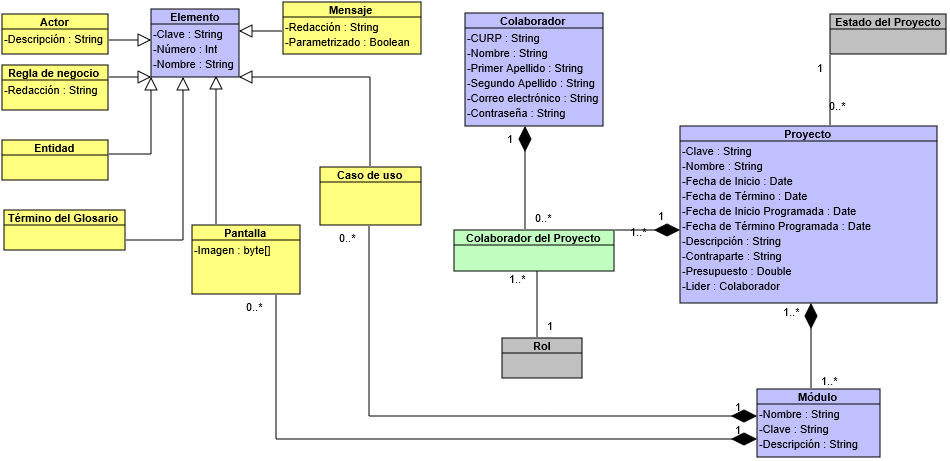 Actor
-Descripción : String
Elemento
-Clave : String
-Número : Int
-Nombre : String
Mensaje
-Redacción : String
-Parametrizado : Boolean
Regla de negocio
-Redacción : String
Entidad
Término del Glosario
Pantalla
-Imagen : byte[]
0..*
Caso de uso
0..*
Colaborador
-CURP : String
-Nombre : String
-Primer Apellido : String
-Segundo Apellido : String
-Correo electrónico : String
-Contraseña : String
1
0..*
Colaborador del Proyecto
1..*
1
Rol
1
1..*
Estado del Proyecto
1
0..*
Proyecto
-Clave : String
-Nombre : String
-Fecha de Inicio : Date
-Fecha de Término : Date
-Fecha de Inicio Programada : Date
-Fecha de Término Programada : Date
-Descripción : String
-Contraparte : String
-Presupuesto : Double
-Lider : Colaborador
1..*
1..*
Módulo
-Nombre : String
-Clave : String
-Descripción : String
1
1